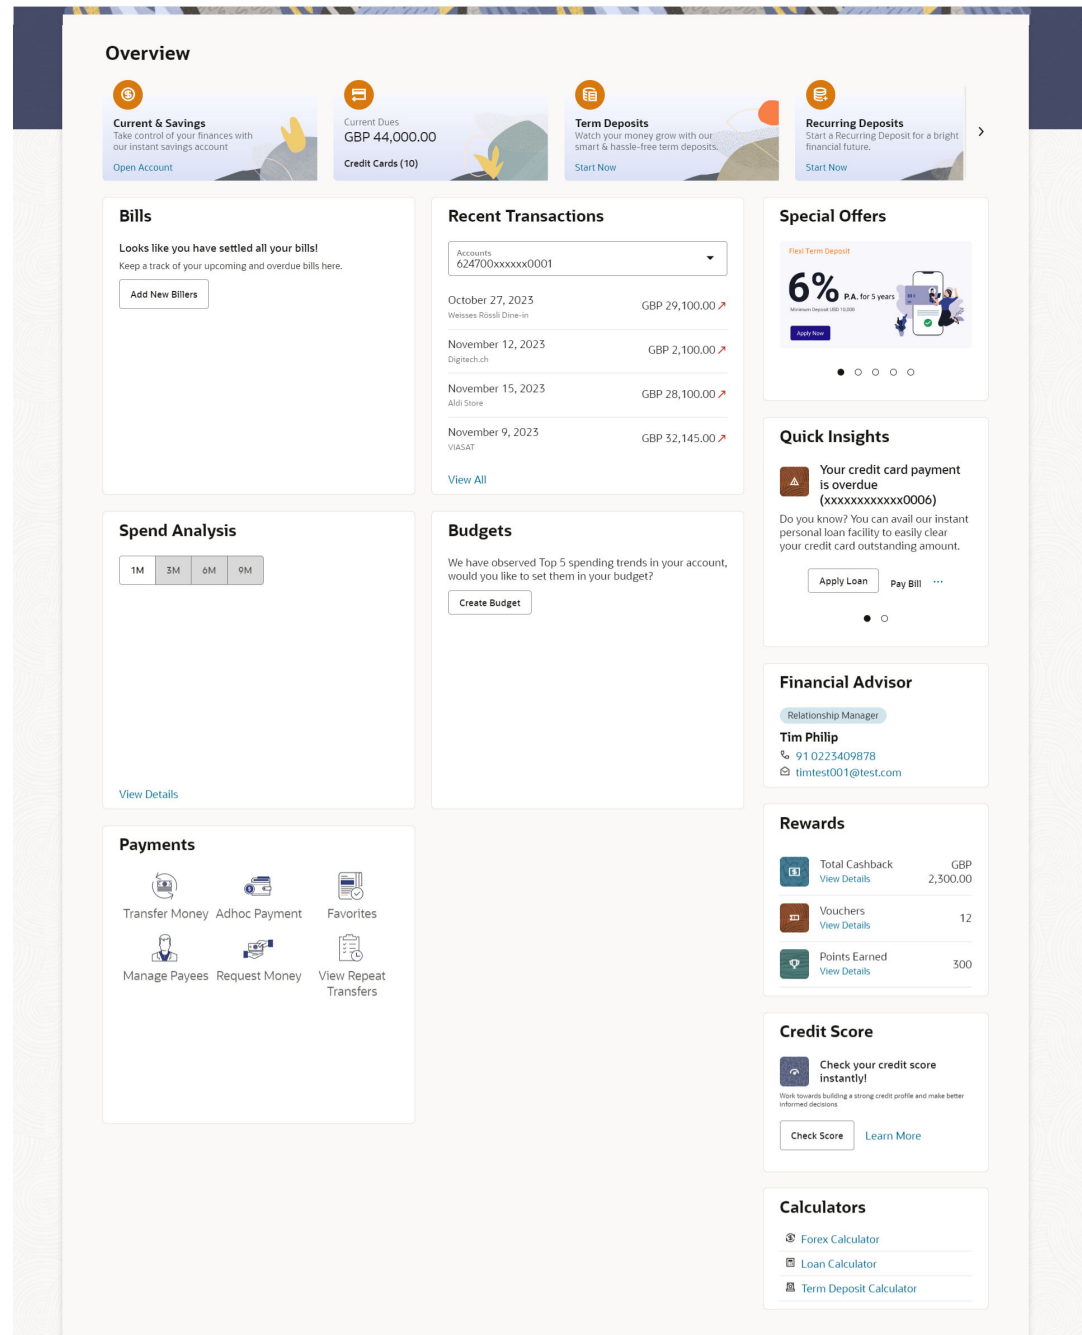 Overview
Current & Savings
Take control of your finances with
our instant savings account
Open Account
Current Dues
GBP 44,000.00
Credit Cards (10)
Term Deposits
Watch your money grow with our
smart & hassle-free term deposits.
Start Now
Recurring Deposits
Start a Recurring Deposit for a bright
financial future.
Start Now
Bills
Looks like you have settled all your bills!
Keep a track of your upcoming and overdue bills here.
Add New Billers
Recent Transactions
Accounts
624700xxxxxx0001
October 27, 2023
Weisses Rössli Dine-in
GBP 29,100.00
November 12, 2023
Digitech.ch
GBP 2,100.00
November 15, 2023
Aldi Store
GBP 28,100.00
November 9, 2023
VIASAT
GBP 32,145.00
View All
Special Offers
Flexi Term Deposit
6% P.A. for 5 years
Minimum Deposit USD 10,000
Apply Now
Quick Insights
Your credit card payment
is overdue
(xxxxxxxxxxxx0006)
Do you know? You can avail our instant
personal loan facility to easily clear
your credit card outstanding amount.
Apply Loan
Pay Bill
Spend Analysis
1M 3M 6M 9M
View Details
Budgets
We have observed Top 5 spending trends in your account,
would you like to set them in your budget?
Create Budget
Financial Advisor
Relationship Manager
Tim Philip
91 0223409878
timtest001@test.com
Payments
Transfer Money
Adhoc Payment
Favorites
Manage Payees
Request Money
View Repeat
Transfers
Rewards
Total Cashback
View Details
GBP
2,300.00
Vouchers
View Details
12
Points Earned
View Details
300
Credit Score
Check your credit score
instantly!
Work towards building a strong credit profile and make better
informed decisions
Check Score
Learn More
Calculators
Forex Calculator
Loan Calculator
Term Deposit Calculator